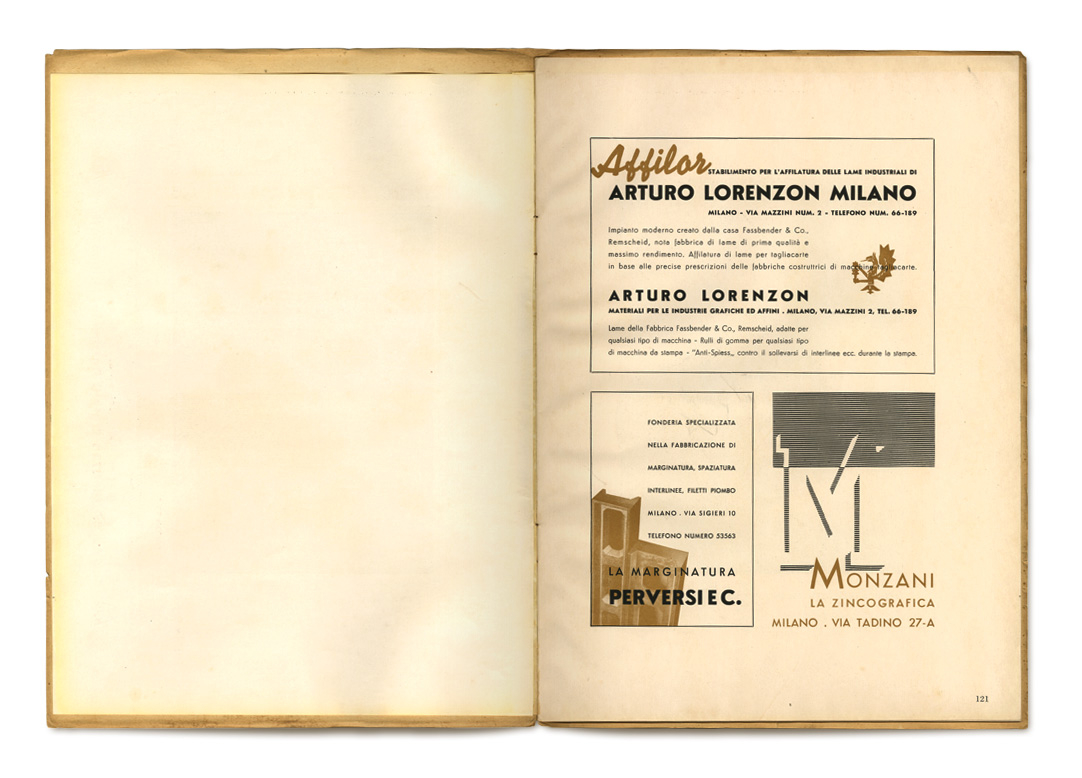 Affilor
STABILIMENTO PER L'AFFILATURA DELLE LAME INDUSTRIALI DI
ARTURO LORENZON MILANO
MILANO - VIA MAZZINI NUM. 2 - TELEFONO NUM. 66-189
Impianto moderno creato dalla casa Fassbender & Co.,
Remscheid, nota fabbrica di lame di prima qualità e
massimo rendimento. Affilatura di lame per tagliacarte
in base alle precise prescrizioni delle fabbriche costruttrici di macchine tagliacarte.
ARTURO LORENZON
MATERIALI PER LE INDUSTRIE GRAFICHE ED AFFINI . MILANO, VIA MAZZINI 2, TEL. 66-189
Lame della Fabbrica Fassbender & Co., Remscheid, adatte per
qualsiasi tipo di macchina - Rulli di gomma per qualsiasi tipo
di macchina da stampa - "Anti-Spiess„ contro il sollevarsi di interlinee ecc. durante la stampa.
FONDERIA SPECIALIZZATA
NELLA FABBRICAZIONE DI
MARGINATURA, SPAZIATURA
INTERLINEE, FILETTI PIOMBO
MILANO . VIA SIGIERI 10
TELEFONO NUMERO 53563
LA MARGINATURA
PERVERSI E C.
M
MONZANI
LA ZINCOGRAFICA
MILANO . VIA TADINO 27-A
121